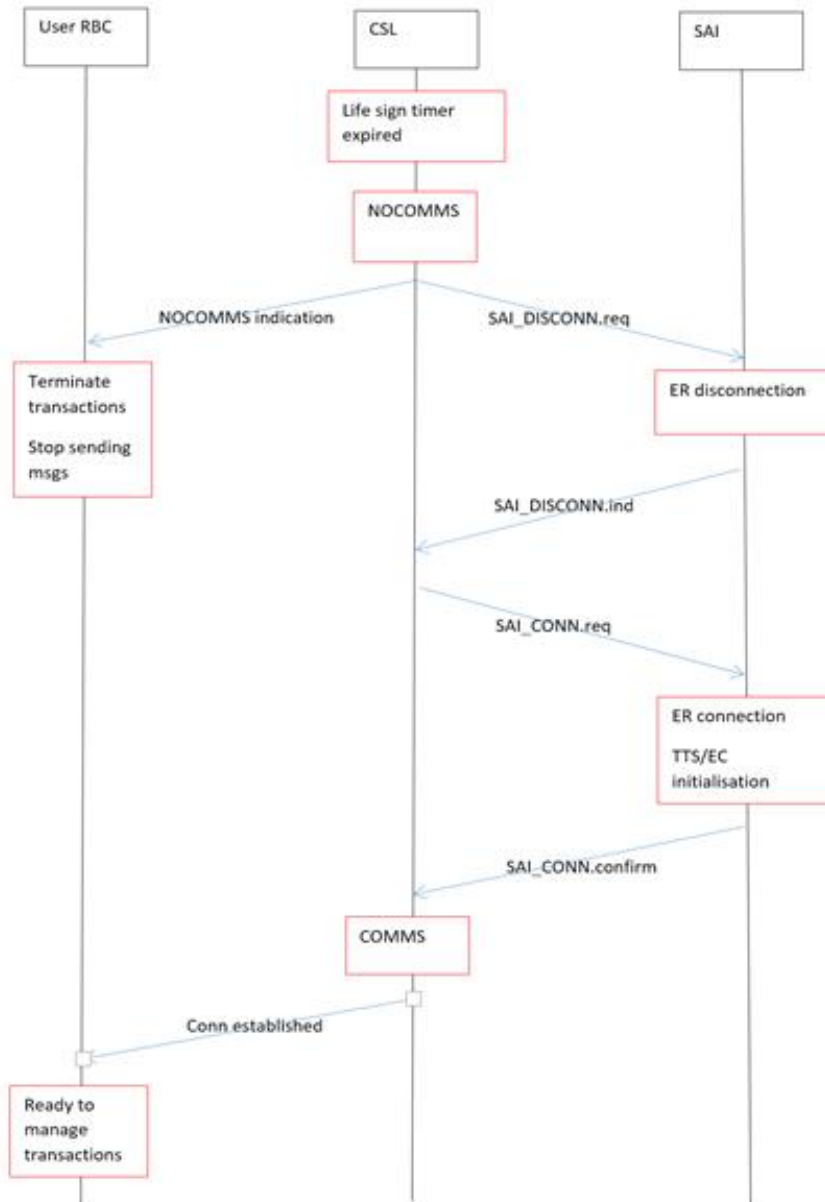 User RBC
CSL
SAI
Life sign timer
expired
NOCOMMS
NOCOMMS indication
SAI_DISCONN.req
Terminate
transactions
Stop sending
msgs
ER disconnection
SAI_DISCONN.ind
SAI_CONN.req
ER connection
TTS/EC
initialisation
SAI_CONN.confirm
COMMS
Conn established
Ready to
manage
transactions